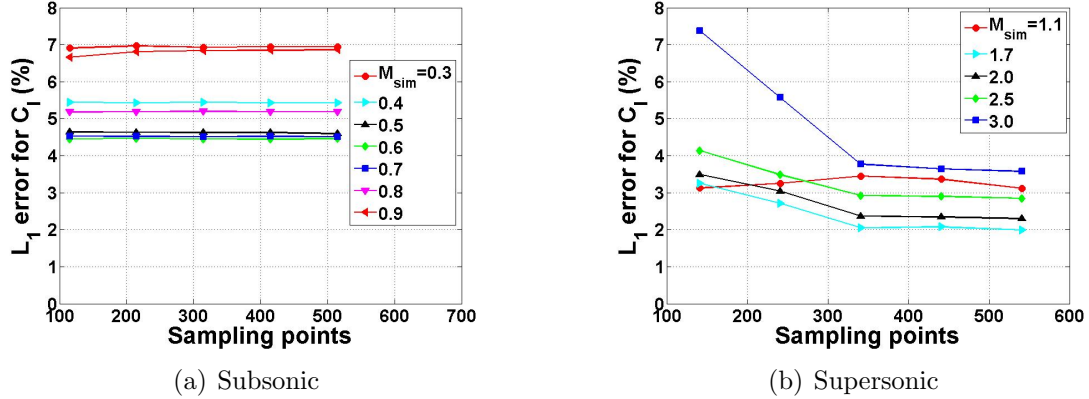 L1 error for Cl (%)
8
7
6
5
4
3
2
1
0
100 200 300 400 500 600 700
Sampling points
Msim=0.3
0.4
0.5
0.6
0.7
0.8
0.9
(a) Subsonic
L1 error for Cl (%)
8
7
6
5
4
3
2
1
0
100 200 300 400 500 600
Sampling points
Msim=1.1
1.7
2.0
2.5
3.0
(b) Supersonic